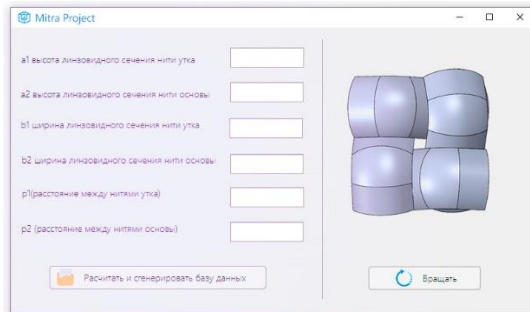 Mitra Project
a1 высота линзовидного сечения нити утка
a2 высота линзовидного сечения нити основы
b1 ширина линзовидного сечения нити утка
b2 ширина линзовидного сечения нити основы
p1(расстояние между нитями утка)
p2 (расстояние между нитями основы)
Расчитать и сгенерировать базу данных
Вращать